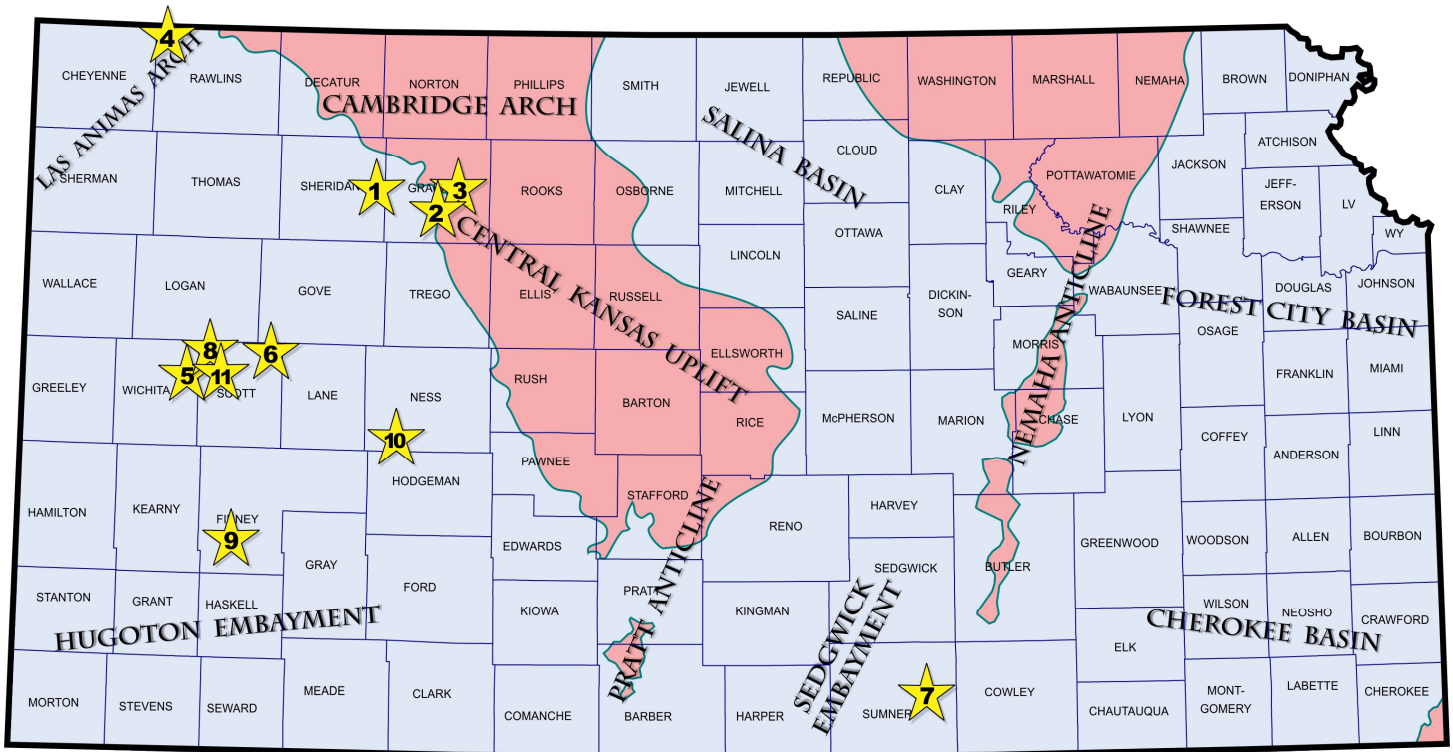 4
CHEYENNE
RAWLINS
DECATUR
NORTON
PHILLIPS
SMITH
JEWELL
REPUBLIC
WASHINGTON
MARSHALL
NEMAHA
BROWN
DONIPHAN
LAS ANIMAS ARCH
CAMBRIDGE ARCH
SALINA BASIN
SHERMAN
THOMAS
SHERIDAN
1
GRA
2
3
ROOKS
OSBORNE
MITCHELL
CLOUD
CLAY
RILEY
POTTAWATOMIE
JACKSON
ATCHISON
JEFF-
ERSON
LV
WY
SHAWNEE
OTTAWA
LINCOLN
CENTRAL KANSAS UPLIFT
WALLACE
LOGAN
GOVE
TREGO
ELLIS
RUSSELL
SALINE
DICKIN-
SON
GEARY
WABAUNSEE
NEMAHA ANTICLINE
FOREST CITY BASIN
DOUGLAS
JOHNSON
OSAGE
MORRIS
ELLSWORTH
8
6
5
11
GREELEY
WICHITA
SCOTT
LANE
NESS
RUSH
BARTON
RICE
McPHERSON
MARION
CHASE
LYON
FRANKLIN
MIAMI
COFFEY
ANDERSON
LINN
10
PAWNEE
HODGEMAN
STAFFORD
HAMILTON
KEARNY
FINNEY
9
GRAY
FORD
EDWARDS
RENO
HARVEY
SEDGWICK
BUTLER
GREENWOOD
WOODSON
ALLEN
BOURBON
PRATT ANTICLINE
STANTON
GRANT
HASKELL
HUGOTON EMBAYMENT
KIOWA
PRATT
KINGMAN
SEDGWICK
EMBAYMENT
WILSON
NEOSHO
CRAWFORD
CHEROKEE BASIN
ELK
MORTON
STEVENS
SEWARD
MEADE
CLARK
COMANCHE
BARBER
HARPER
SUMNER
7
COWLEY
CHAUTAUQUA
MONT-
GOMERY
LABETTE
CHEROKEE